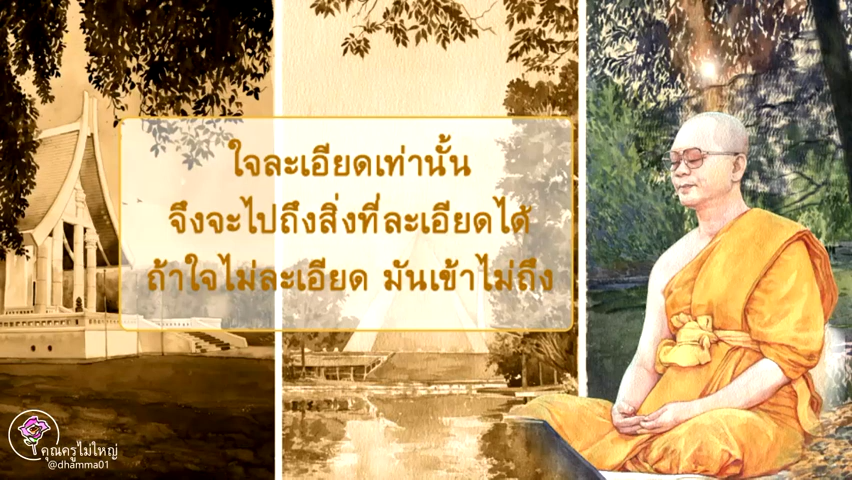 ใจละเอียดเท่านั้น
จึงจะไปถึงสิ่งที่ละเอียดได้
ถ้าใจไม่ละเอียด มันเข้าไม่ถึง
คุณครูไม่ใหญ่
@dhamma01